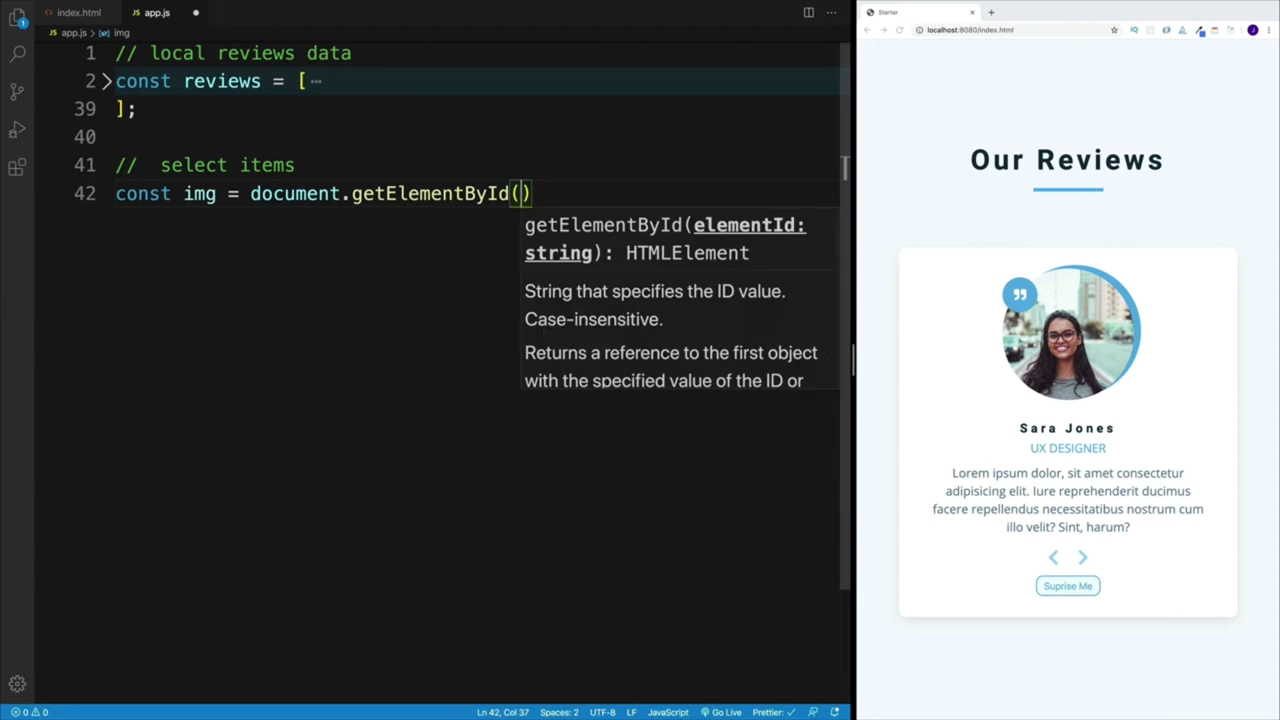 index.html
app.js
app.js > img
1 // local reviews data
2 const reviews = [ …
39 ];
40
41 //  select items
42 const img = document.getElementById()
getElementById(elementId:
string): HTMLElement
String that specifies the ID value.
Case-insensitive.
Returns a reference to the first object
with the specified value of the ID or
0 0
Ln 42, Col 37
Spaces: 2
UTF-8
LF
JavaScript
Go Live
Prettier: ✓
1
Starter
localhost:8080/index.html
J
Our Reviews
Sara Jones
UX DESIGNER
Lorem ipsum dolor, sit amet consectetur
adipisicing elit. Iure reprehenderit ducimus
facere repellendus necessitatibus nostrum cum
illo velit? Sint, harum?
Suprise Me